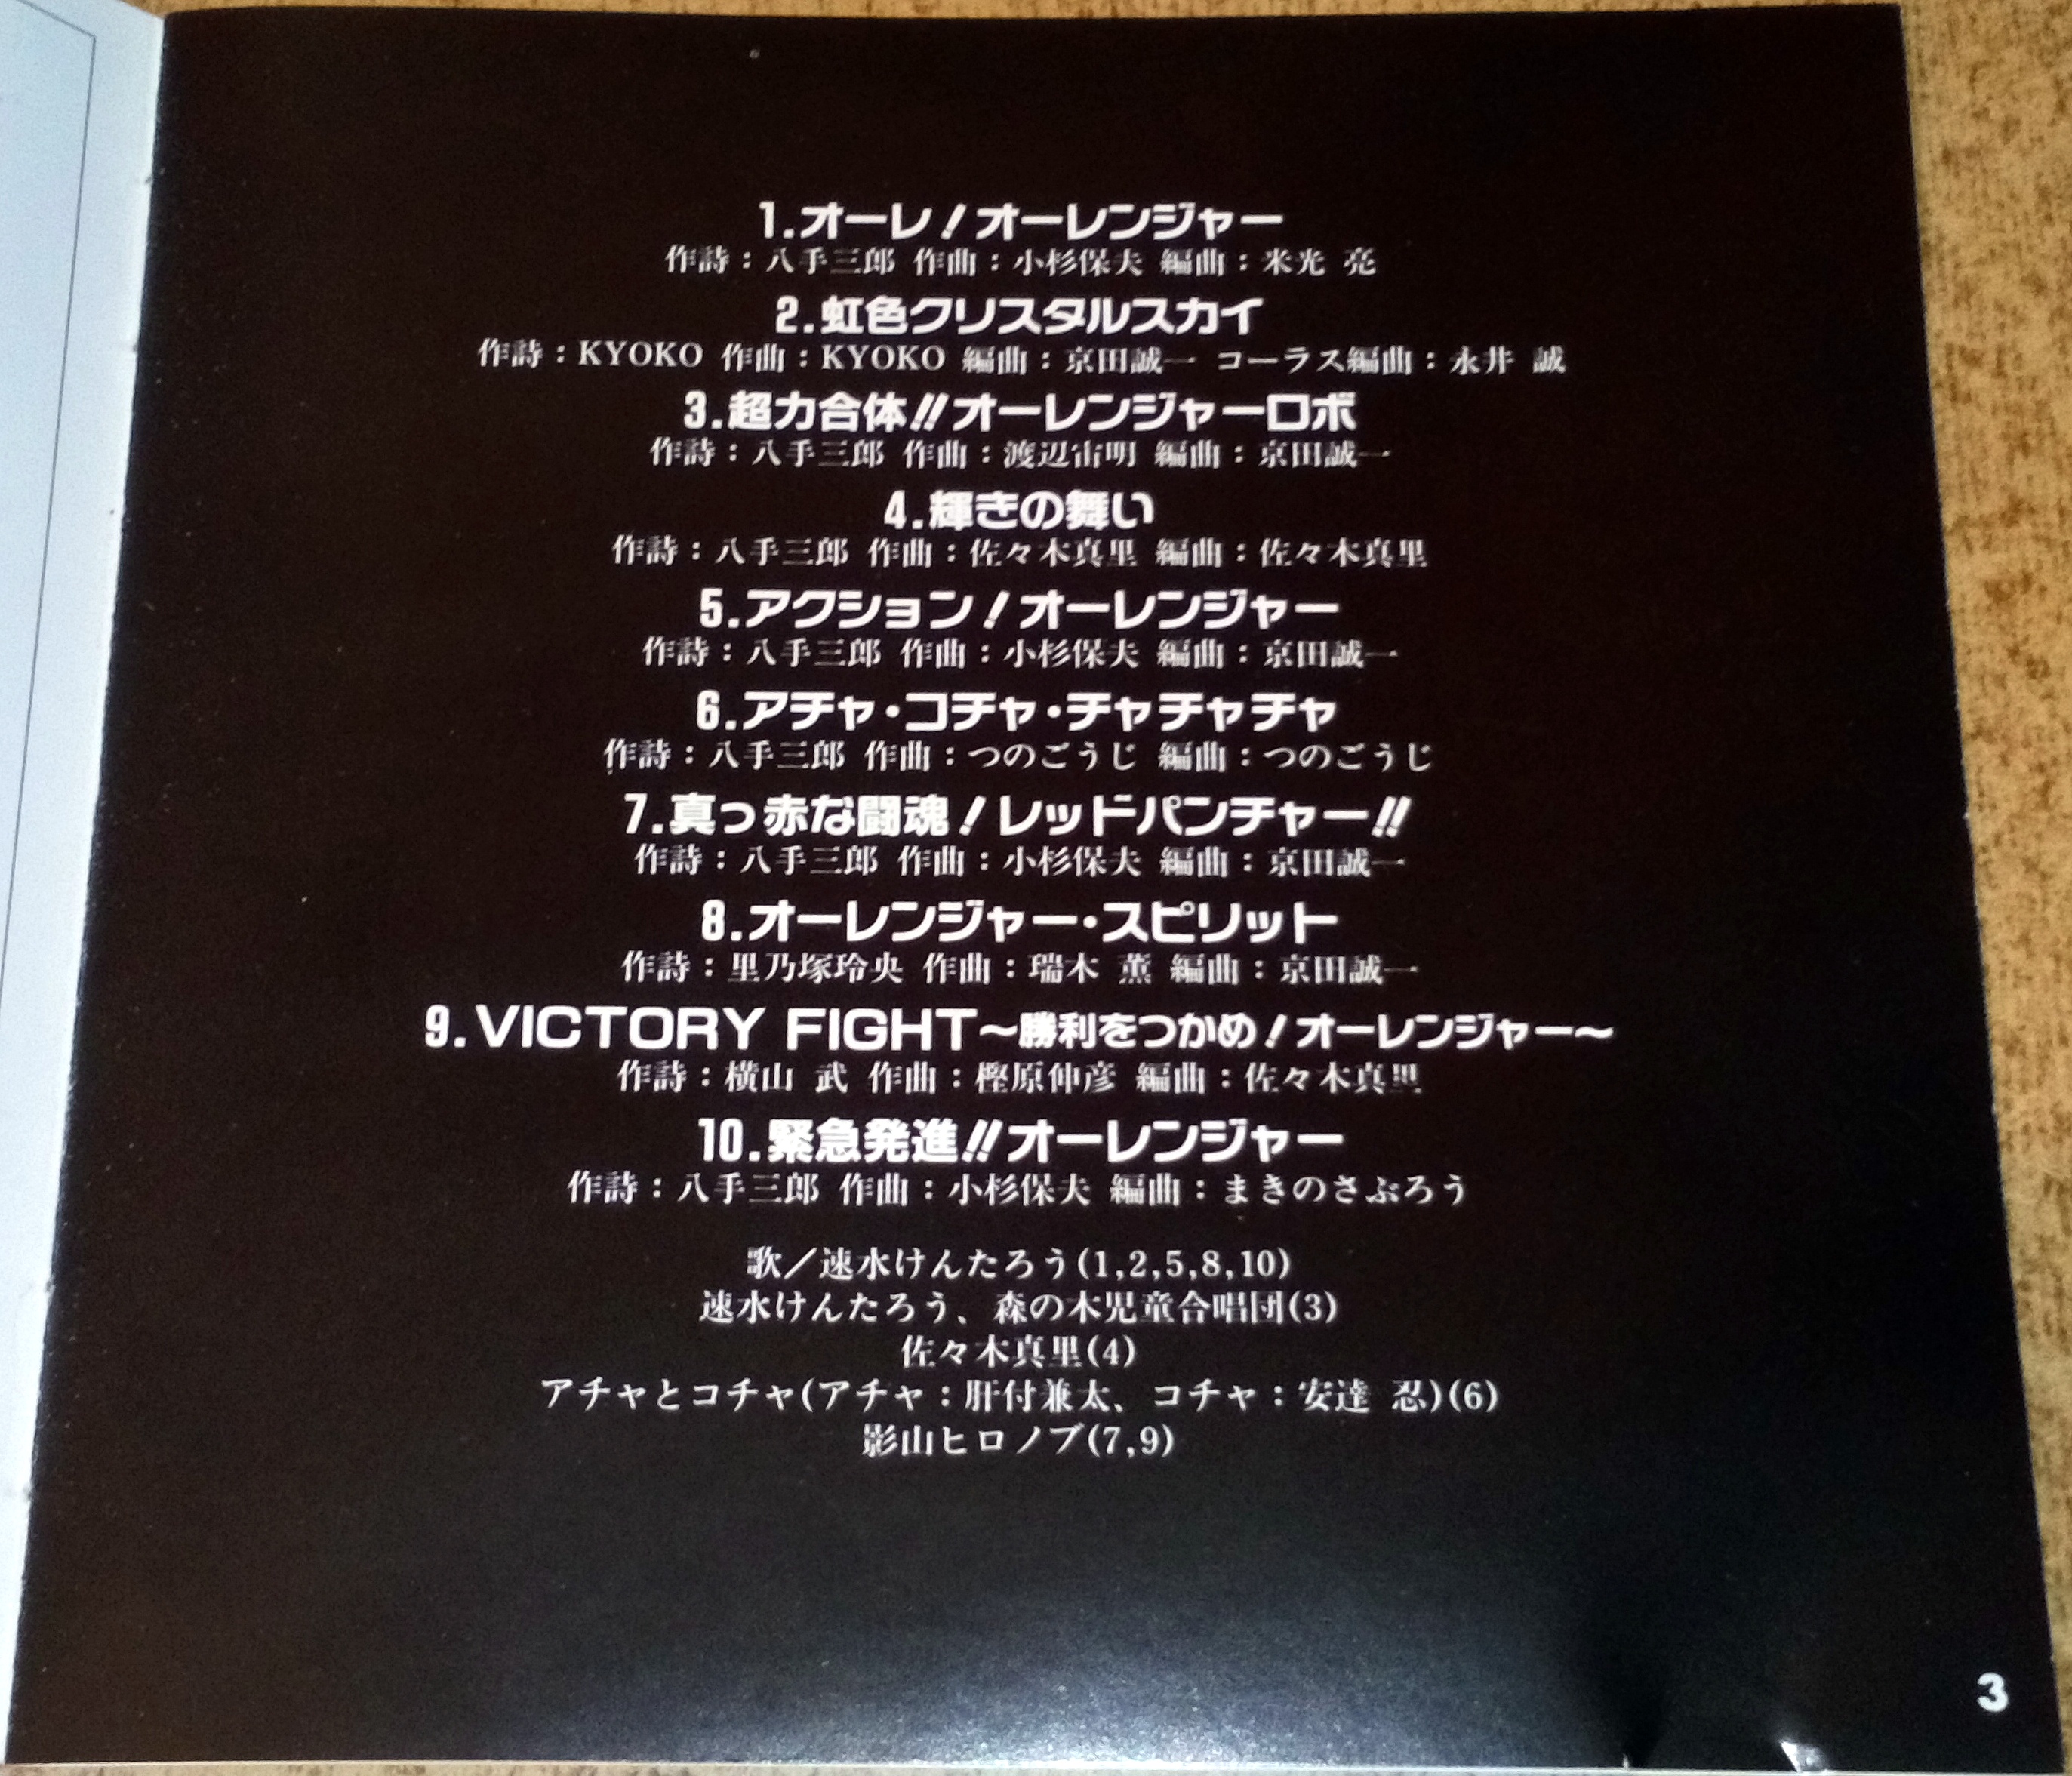 1.オーレ!オーレンジャー
作詩:八手三郎 作曲:小杉保夫 編曲:米光 亮
2.虹色クリスタルスカイ
作詩:KYOKO 作曲:KYOKO 編曲:京田誠一 コーラス編曲:永井 誠
3.超力合体!!オーレンジャーロボ
作詩:八手三郎 作曲:渡辺宙明 編曲:京田誠一
4.輝きの舞い
作詩:八手三郎 作曲:佐々木真里 編曲:佐々木真里
5.アクション!オーレンジャー
作詩:八手三郎 作曲:小杉保夫 編曲:京田誠一
6.アチャ・コチャ・チャチャチャ
作詩:八手三郎 作曲:つのごうじ 編曲:つのごうじ
7.真っ赤な闘魂!レッドパンチャー!!
作詩:八手三郎 作曲:小杉保夫 編曲:京田誠一
8.オーレンジャー・スピリット
作詩:里乃塚玲央 作曲:瑞木 薫 編曲:京田誠一
9.VICTORY FIGHT〜勝利をつかめ!オーレンジャー〜
作詩:横山 武 作曲:樫原伸彦 編曲:佐々木真里
10.緊急発進!!オーレンジャー
作詩:八手三郎 作曲:小杉保夫 編曲:まきのさぶろう
歌/速水けんたろう(1,2,5,8,10)
速水けんたろう、森の木児童合唱団(3)
佐々木真里(4)
アチャとコチャ(アチャ:肝付兼太、コチャ:安達 忍)(6)
影山ヒロノブ(7,9)
3